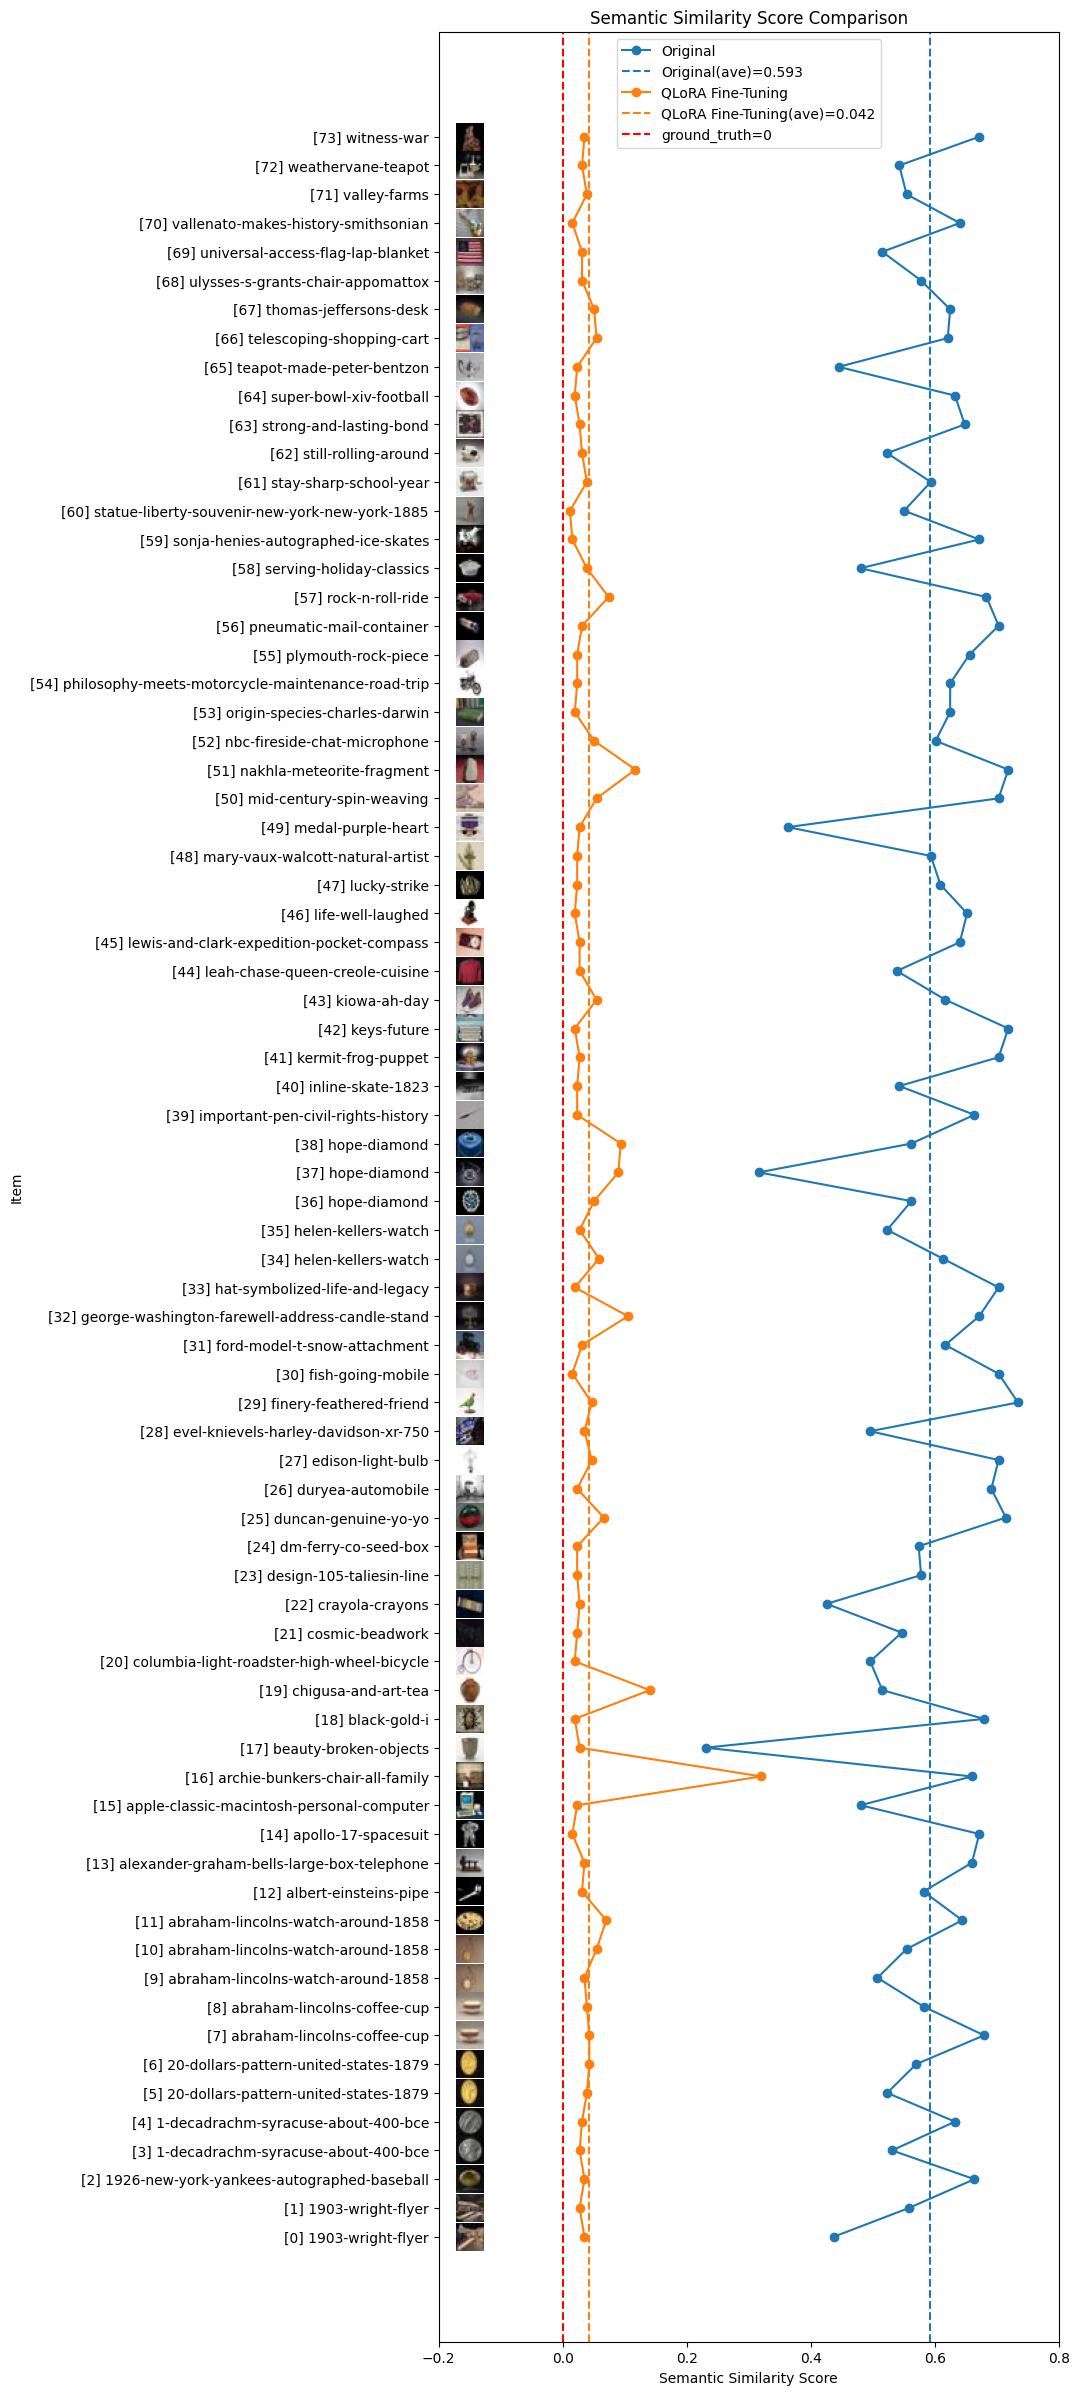 Semantic Similarity Score Comparison
Original
Original(ave)=0.593
QLoRA Fine-Tuning
QLoRA Fine-Tuning(ave)=0.042
ground_truth=0
[73] witness-war
[72] weathervane-teapot
[71] valley-farms
[70] vallenato-makes-history-smithsonian
[69] universal-access-flag-lap-blanket
[68] ulysses-s-grants-chair-appomattox
[67] thomas-jeffersons-desk
[66] telescoping-shopping-cart
[65] teapot-made-peter-bentzon
[64] super-bowl-xiv-football
[63] strong-and-lasting-bond
[62] still-rolling-around
[61] stay-sharp-school-year
[60] statue-liberty-souvenir-new-york-new-york-1885
[59] sonja-henies-autographed-ice-skates
[58] serving-holiday-classics
[57] rock-n-roll-ride
[56] pneumatic-mail-container
[55] plymouth-rock-piece
[54] philosophy-meets-motorcycle-maintenance-road-trip
[53] origin-species-charles-darwin
[52] nbc-fireside-chat-microphone
[51] nakhla-meteorite-fragment
[50] mid-century-spin-weaving
[49] medal-purple-heart
[48] mary-vaux-walcott-natural-artist
[47] lucky-strike
[46] life-well-laughed
[45] lewis-and-clark-expedition-pocket-compass
[44] leah-chase-queen-creole-cuisine
[43] kiowa-ah-day
[42] keys-future
[41] kermit-frog-puppet
[40] inline-skate-1823
[39] important-pen-civil-rights-history
[38] hope-diamond
[37] hope-diamond
[36] hope-diamond
[35] helen-kellers-watch
[34] helen-kellers-watch
[33] hat-symbolized-life-and-legacy
[32] george-washington-farewell-address-candle-stand
[31] ford-model-t-snow-attachment
[30] fish-going-mobile
[29] finery-feathered-friend
[28] evel-knievels-harley-davidson-xr-750
[27] edison-light-bulb
[26] duryea-automobile
[25] duncan-genuine-yo-yo
[24] dm-ferry-co-seed-box
[23] design-105-taliesin-line
[22] crayola-crayons
[21] cosmic-beadwork
[20] columbia-light-roadster-high-wheel-bicycle
[19] chigusa-and-art-tea
[18] black-gold-i
[17] beauty-broken-objects
[16] archie-bunkers-chair-all-family
[15] apple-classic-macintosh-personal-computer
[14] apollo-17-spacesuit
[13] alexander-graham-bells-large-box-telephone
[12] albert-einsteins-pipe
[11] abraham-lincolns-watch-around-1858
[10] abraham-lincolns-watch-around-1858
[9] abraham-lincolns-watch-around-1858
[8] abraham-lincolns-coffee-cup
[7] abraham-lincolns-coffee-cup
[6] 20-dollars-pattern-united-states-1879
[5] 20-dollars-pattern-united-states-1879
[4] 1-decadrachm-syracuse-about-400-bce
[3] 1-decadrachm-syracuse-about-400-bce
[2] 1926-new-york-yankees-autographed-baseball
[1] 1903-wright-flyer
[0] 1903-wright-flyer
Item
−0.2 0.0 0.2 0.4 0.6 0.8
Semantic Similarity Score